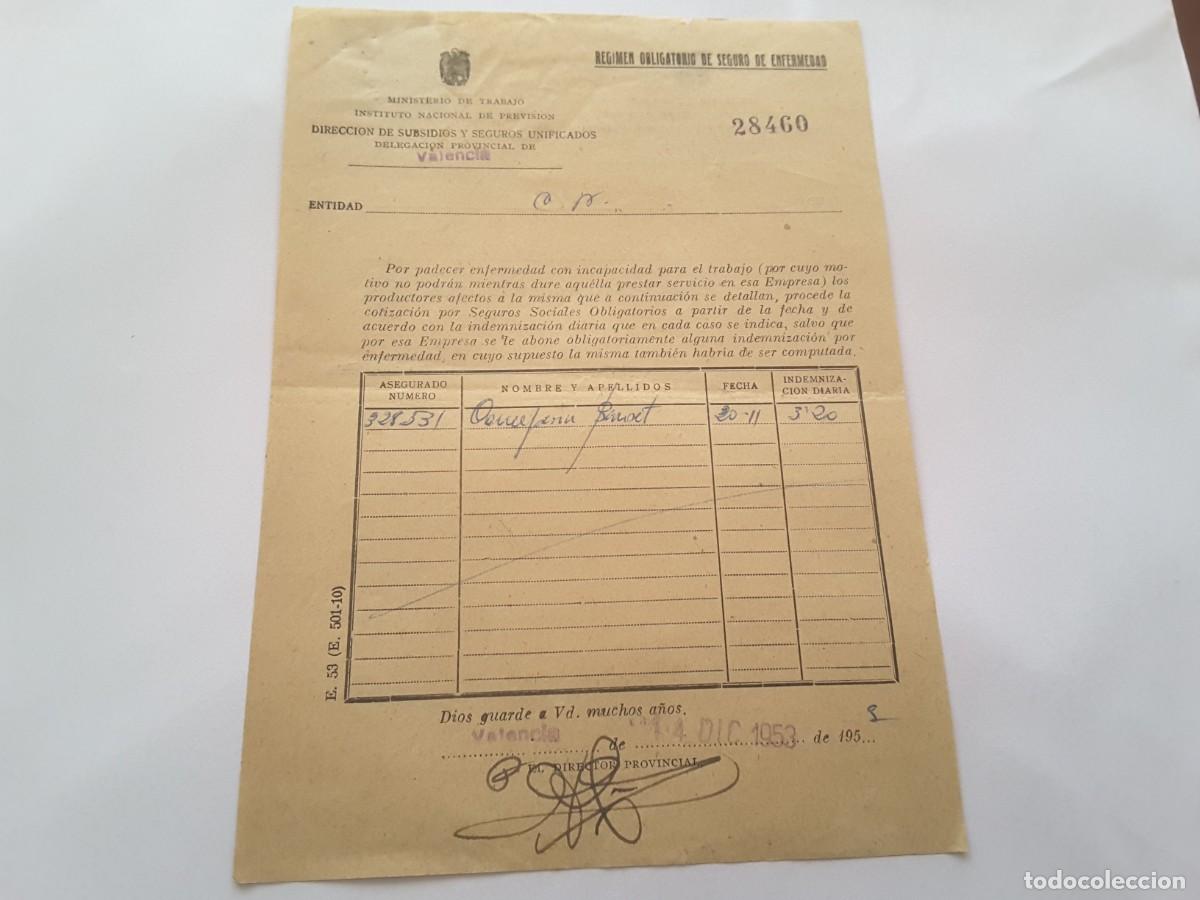 REGIMEN OBLIGATORIO DE SEGURO DE ENFERMEDAD
MINISTERIO DE TRABAJO
INSTITUTO NACIONAL DE PREVISION
DIRECCION DE SUBSIDIOS Y SEGUROS UNIFICADOS
DELEGACION PROVINCIAL DE
Valencia
28460
ENTIDAD
Por padecer enfermedad con incapacidad para el trabajo (por cuyo mo-
tivo no podrán mientras dure aquélla prestar servicio en esa Empresa) los
productores afectos á la misma que a continuación se detallan, procede la
cotización por Seguros Sociales Obligatorios a partir de la fecha y de
acuerdo con la indemnización diaria que en cada caso se indica, salvo que
por esa Empresa se le abone obligatoriamente alguna indemnización por
enfermedad, en cuyo supuesto la misma también habría de ser computada.
ASEGURADO NUMERO NOMBRE Y APELLIDOS FECHA INDEMNIZA-CION DIARIA
328531 20-11 3'20
E. 53 (E. 501-10)
Dios guarde a Vd. muchos años.
Valencia de 14 DIC 1953 de 195
EL DIRECTOR PROVINCIAL
todocoleccion